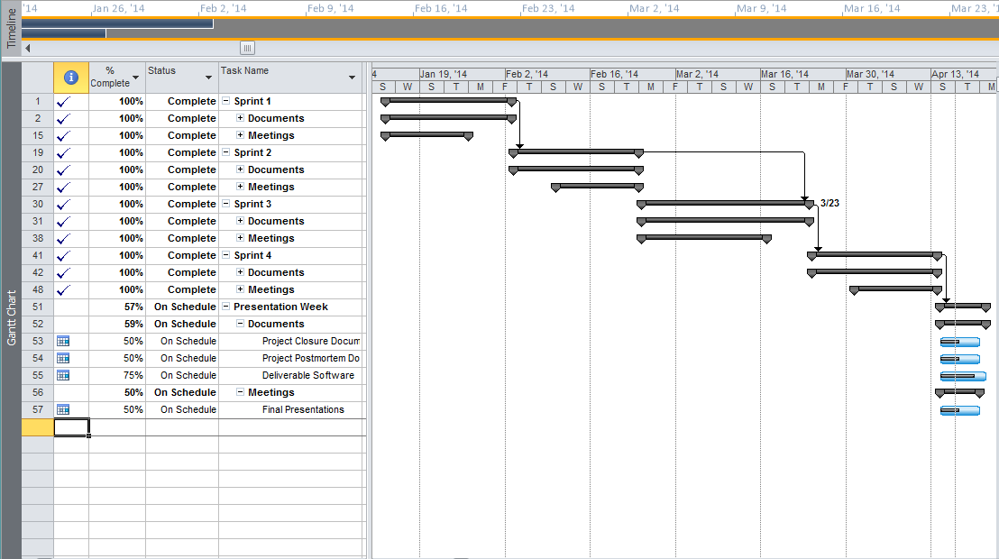 '14 Jan 26, '14 Feb 2, '14 Feb 9, '14 Feb 16, '14 Feb 23, '14 Mar 2, '14 Mar 9, '14 Mar 16, '14 Mar 23, '1
Timeline
Gantt Chart
% Complete Status Task Name
4 Jan 19, '14 Feb 2, '14 Feb 16, '14 Mar 2, '14 Mar 16, '14 Mar 30, '14 Apr 13, '14
S W S T M F T S W S T M F T S W S T M F T S W S T M
1 100% Complete Sprint 1
2 100% Complete Documents
15 100% Complete Meetings
19 100% Complete Sprint 2
20 100% Complete Documents
27 100% Complete Meetings
30 100% Complete Sprint 3 3/23
31 100% Complete Documents
38 100% Complete Meetings
41 100% Complete Sprint 4
42 100% Complete Documents
48 100% Complete Meetings
51 57% On Schedule Presentation Week
52 59% On Schedule Documents
53 50% On Schedule Project Closure Docum
54 50% On Schedule Project Postmortem Do
55 75% On Schedule Deliverable Software
56 50% On Schedule Meetings
57 50% On Schedule Final Presentations